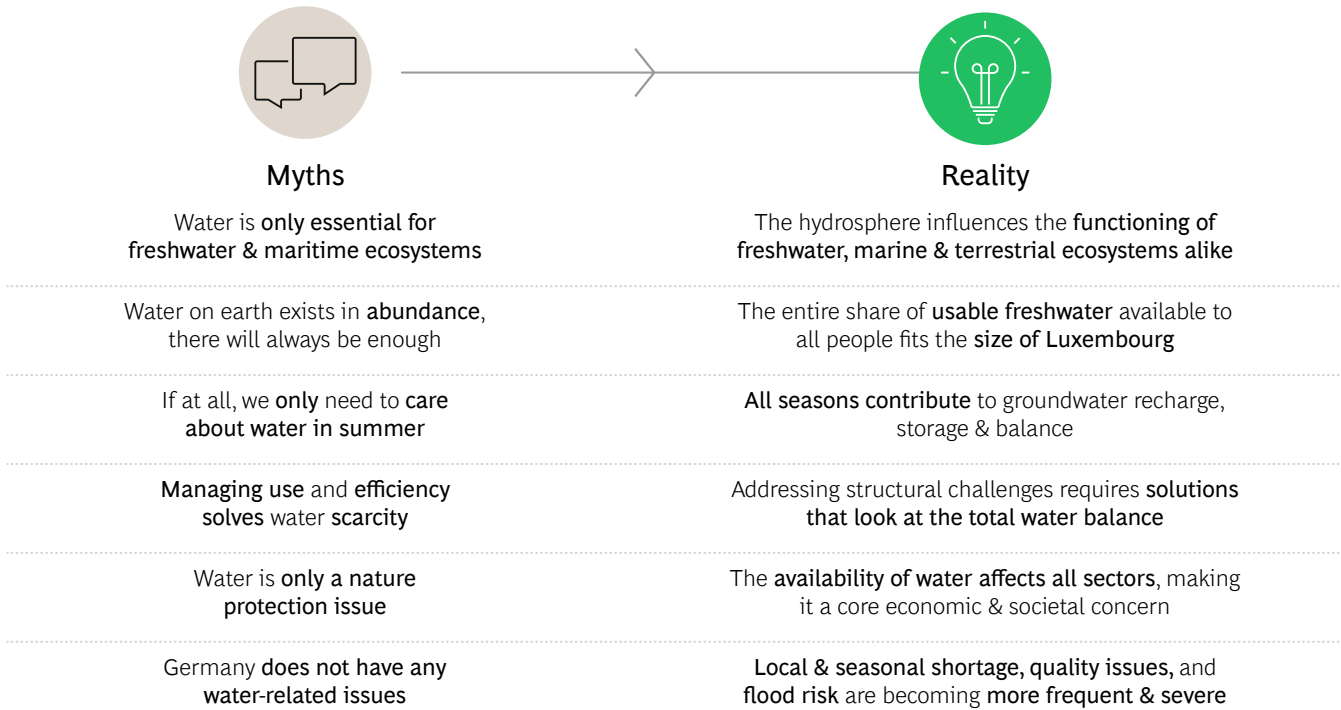 Myths
Reality
Water is only essential for
freshwater & maritime ecosystems
The hydrosphere influences the functioning of
freshwater, marine & terrestrial ecosystems alike
Water on earth exists in abundance,
there will always be enough
The entire share of usable freshwater available to
all people fits the size of Luxembourg
If at all, we only need to care
about water in summer
All seasons contribute to groundwater recharge,
storage & balance
Managing use and efficiency
solves water scarcity
Addressing structural challenges requires solutions
that look at the total water balance
Water is only a nature
protection issue
The availability of water affects all sectors, making
it a core economic & societal concern
Germany does not have any
water-related issues
Local & seasonal shortage, quality issues, and
flood risk are becoming more frequent & severe